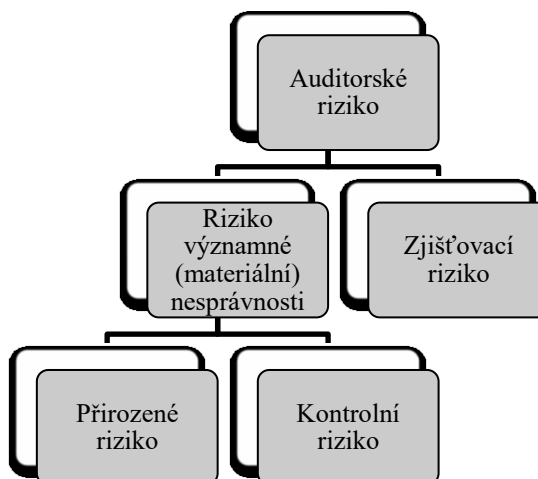 Auditorské
riziko
Riziko
významné
(materiální)
nesprávnosti
Zjišťovací
riziko
Přirozené
riziko
Kontrolní
riziko